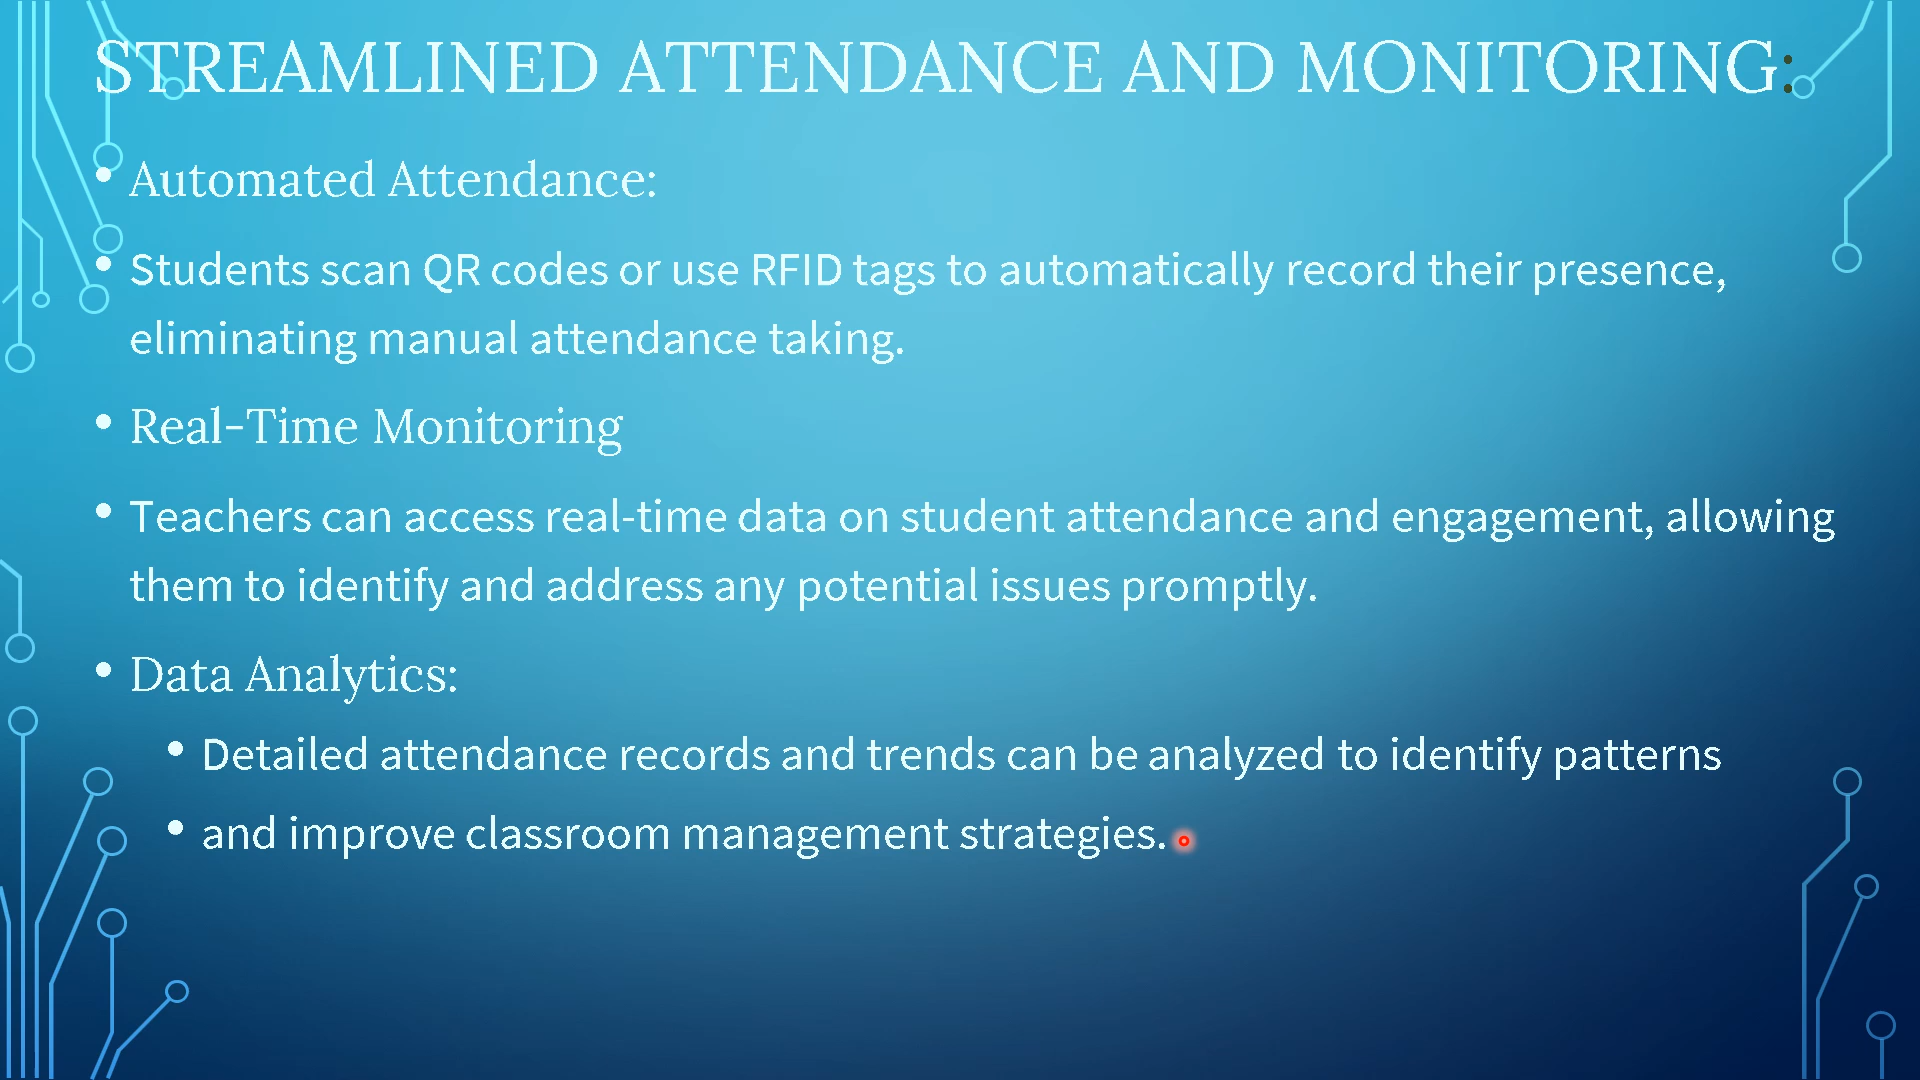 STREAMLINED ATTENDANCE AND MONITORING:
• Automated Attendance:
• Students scan QR codes or use RFID tags to automatically record their presence,
eliminating manual attendance taking.
• Real-Time Monitoring
• Teachers can access real-time data on student attendance and engagement, allowing
them to identify and address any potential issues promptly.
• Data Analytics:
• Detailed attendance records and trends can be analyzed to identify patterns
• and improve classroom management strategies.